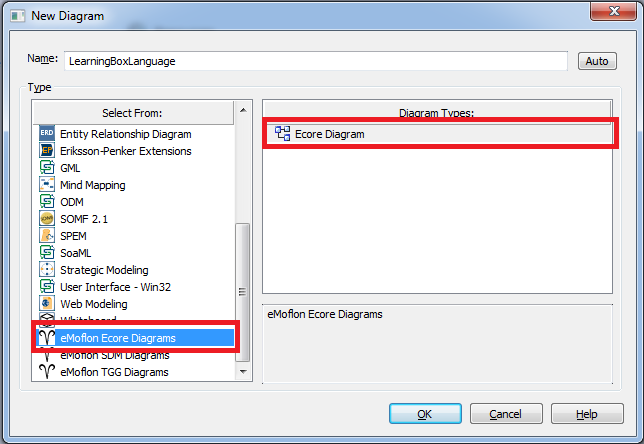 New Diagram
Name: LearningBoxLanguage Auto
Type
Select From:
ERD Entity Relationship Diagram
EP Eriksson-Penker Extensions
GML
Mind Mapping
ODM
SOMF 2.1
SPEM
SoaML
Strategic Modeling
User Interface - Win32
Web Modeling
Whiteboard
eMoflon Ecore Diagrams
eMoflon SDM Diagrams
eMoflon TGG Diagrams
Diagram Types:
Ecore Diagram
eMoflon Ecore Diagrams
OK Cancel Help